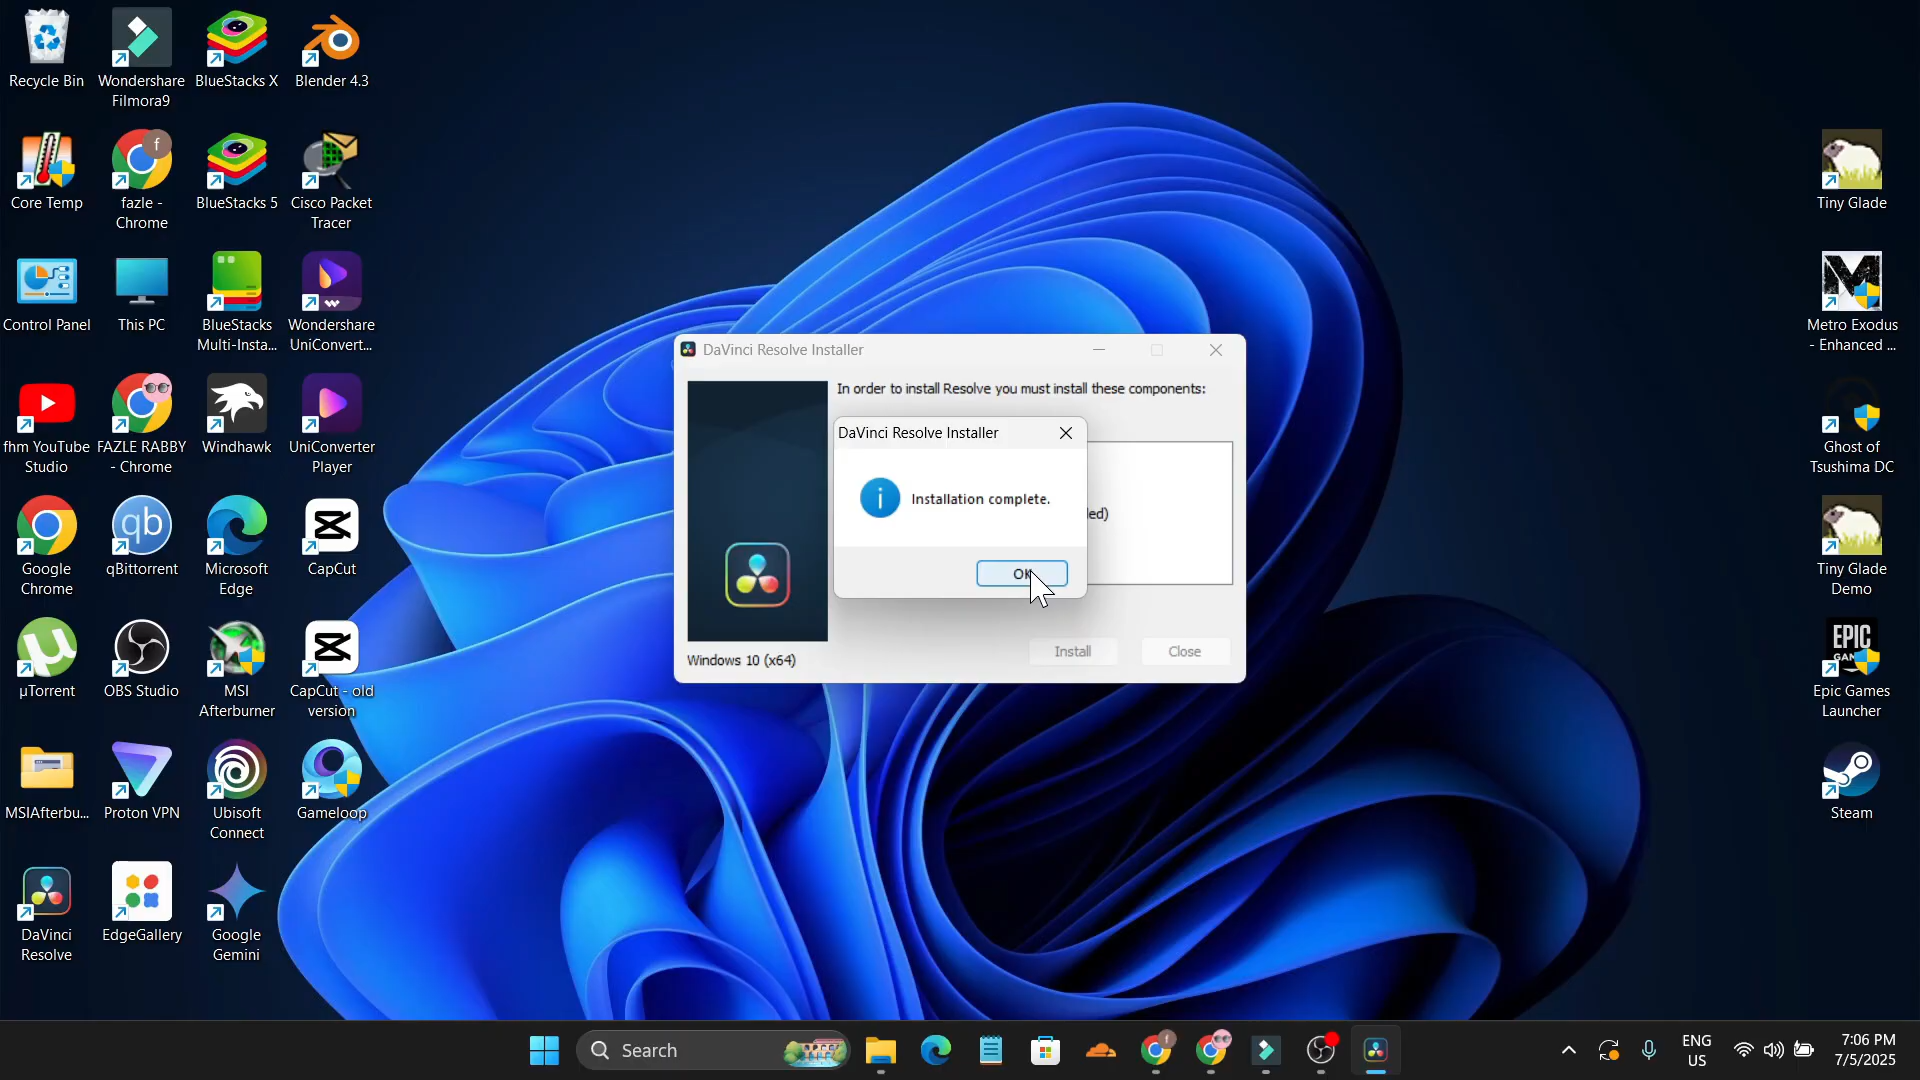 Recycle Bin
Wondershare
Filmora9
BlueStacks X
Blender 4.3
Core Temp
f
fazle -
Chrome
BlueStacks 5
Cisco Packet
Tracer
Control Panel
This PC
BlueStacks
Multi-Insta...
Wondershare
UniConvert...
fhm YouTube
Studio
FAZLE RABBY
- Chrome
Windhawk
UniConverter
Player
Google
Chrome
qb
qBittorrent
Microsoft
Edge
CapCut
µTorrent
OBS Studio
MSI
Afterburner
CapCut - old
version
MSIAfterbu...
Proton VPN
Ubisoft
Connect
Gameloop
DaVinci
Resolve
EdgeGallery
Google
Gemini
DaVinci Resolve Installer
In order to install Resolve you must install these components:
DaVinci Resolve Installer
Installation complete.
led)
OK
Install
Close
Windows 10 (x64)
Tiny Glade
Metro Exodus
- Enhanced ...
Ghost of
Tsushima DC
Tiny Glade
Demo
EPIC
GAM
Epic Games
Launcher
Steam
Search
f
ENG
US
7:06 PM
7/5/2025